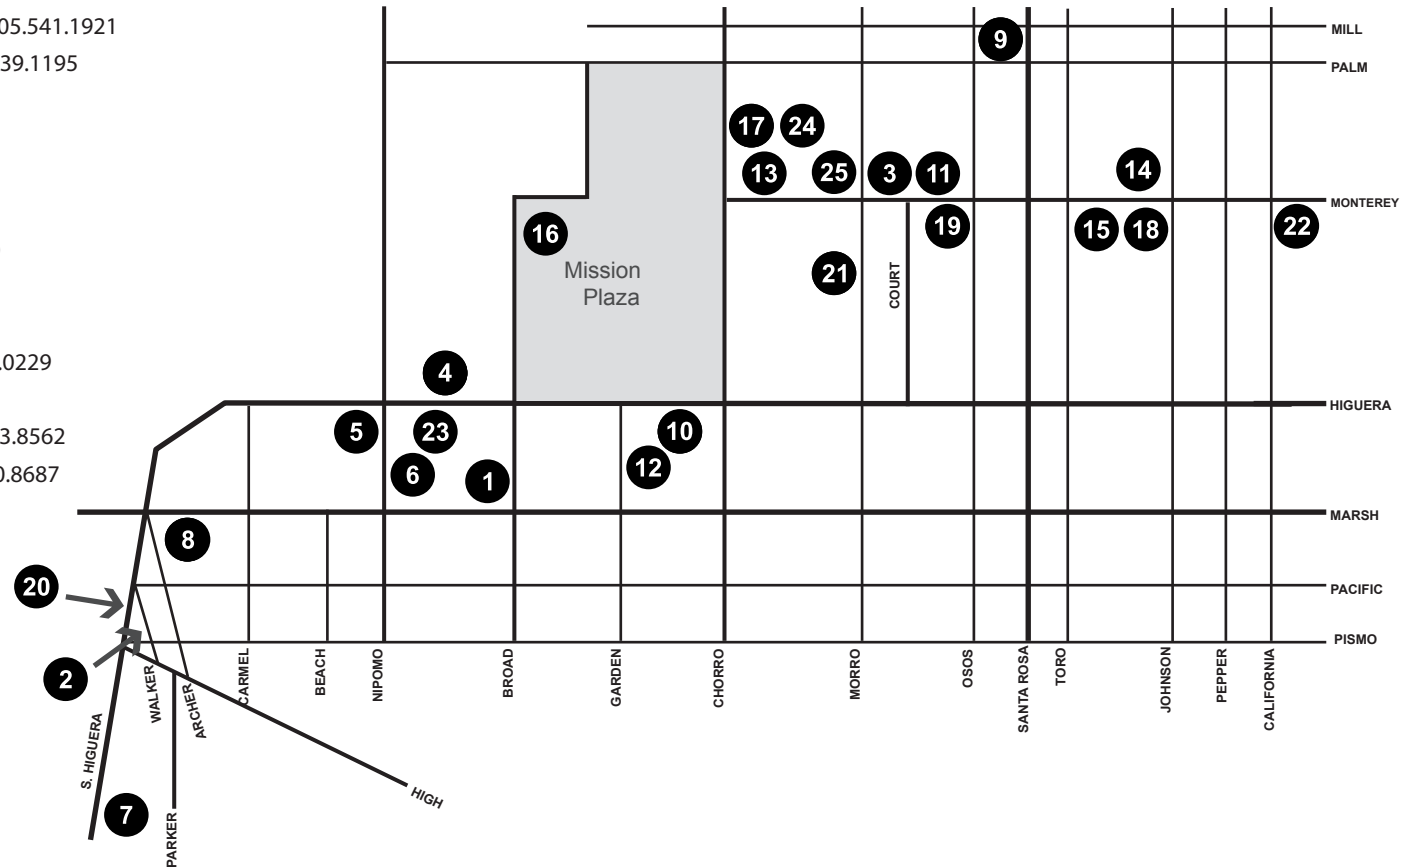 05.541.1921
39.1195
.0229
3.8562
0.8687
MILL
9
PALM
17 24
13 25 3 11 14
MONTEREY
16 19 15 18 22
Mission
Plaza
21
COURT
4
HIGUERA
5 23 10
6 1 12
MARSH
8
20
PACIFIC
PISMO
2
WALKER
ARCHER
CARMEL
BEACH
NIPOMO
BROAD
GARDEN
CHORRO
MORRO
OSOS
SANTA ROSA
TORO
JOHNSON
PEPPER
CALIFORNIA
S. HIGUERA
7
PARKER
HIGH